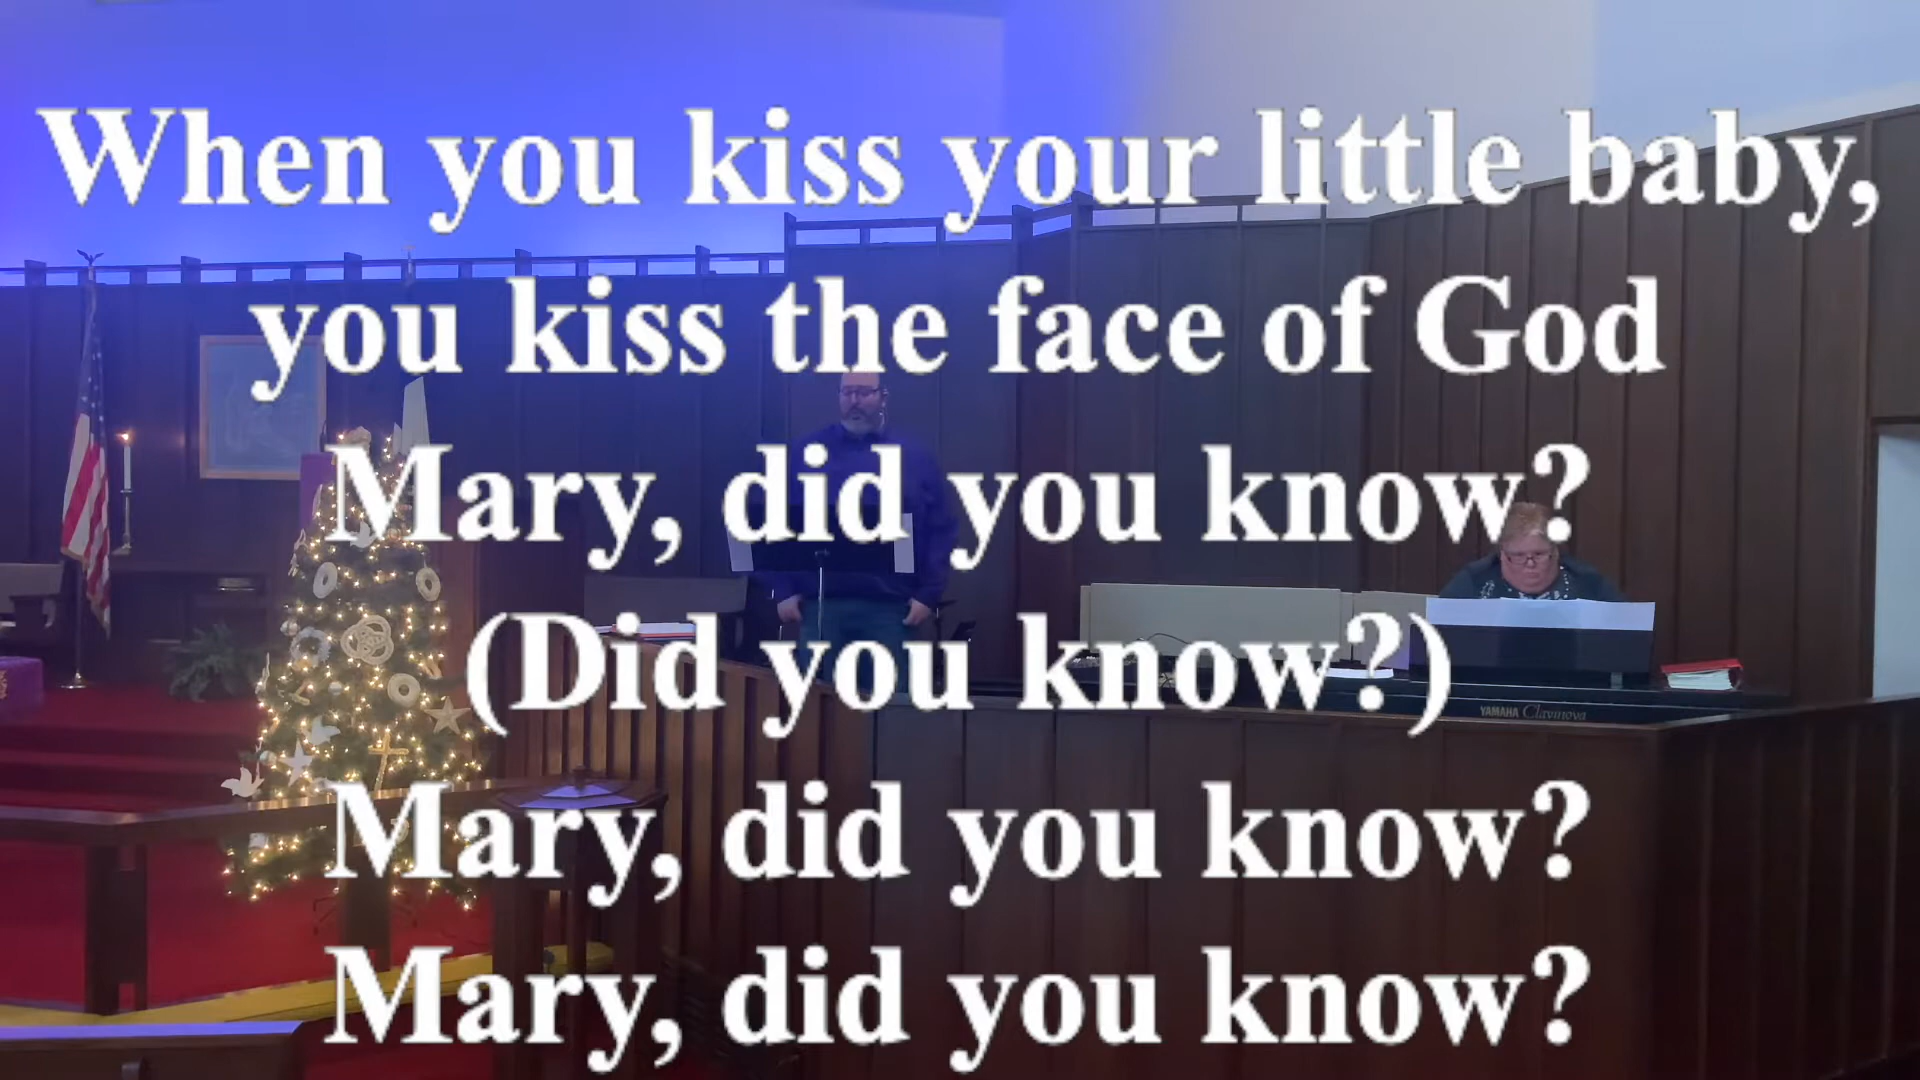 When you kiss your little baby,
you kiss the face of God
Mary, did you know?
(Did you know?)
YAMAHA Clavinova
Mary, did you know?
Mary, did you know?